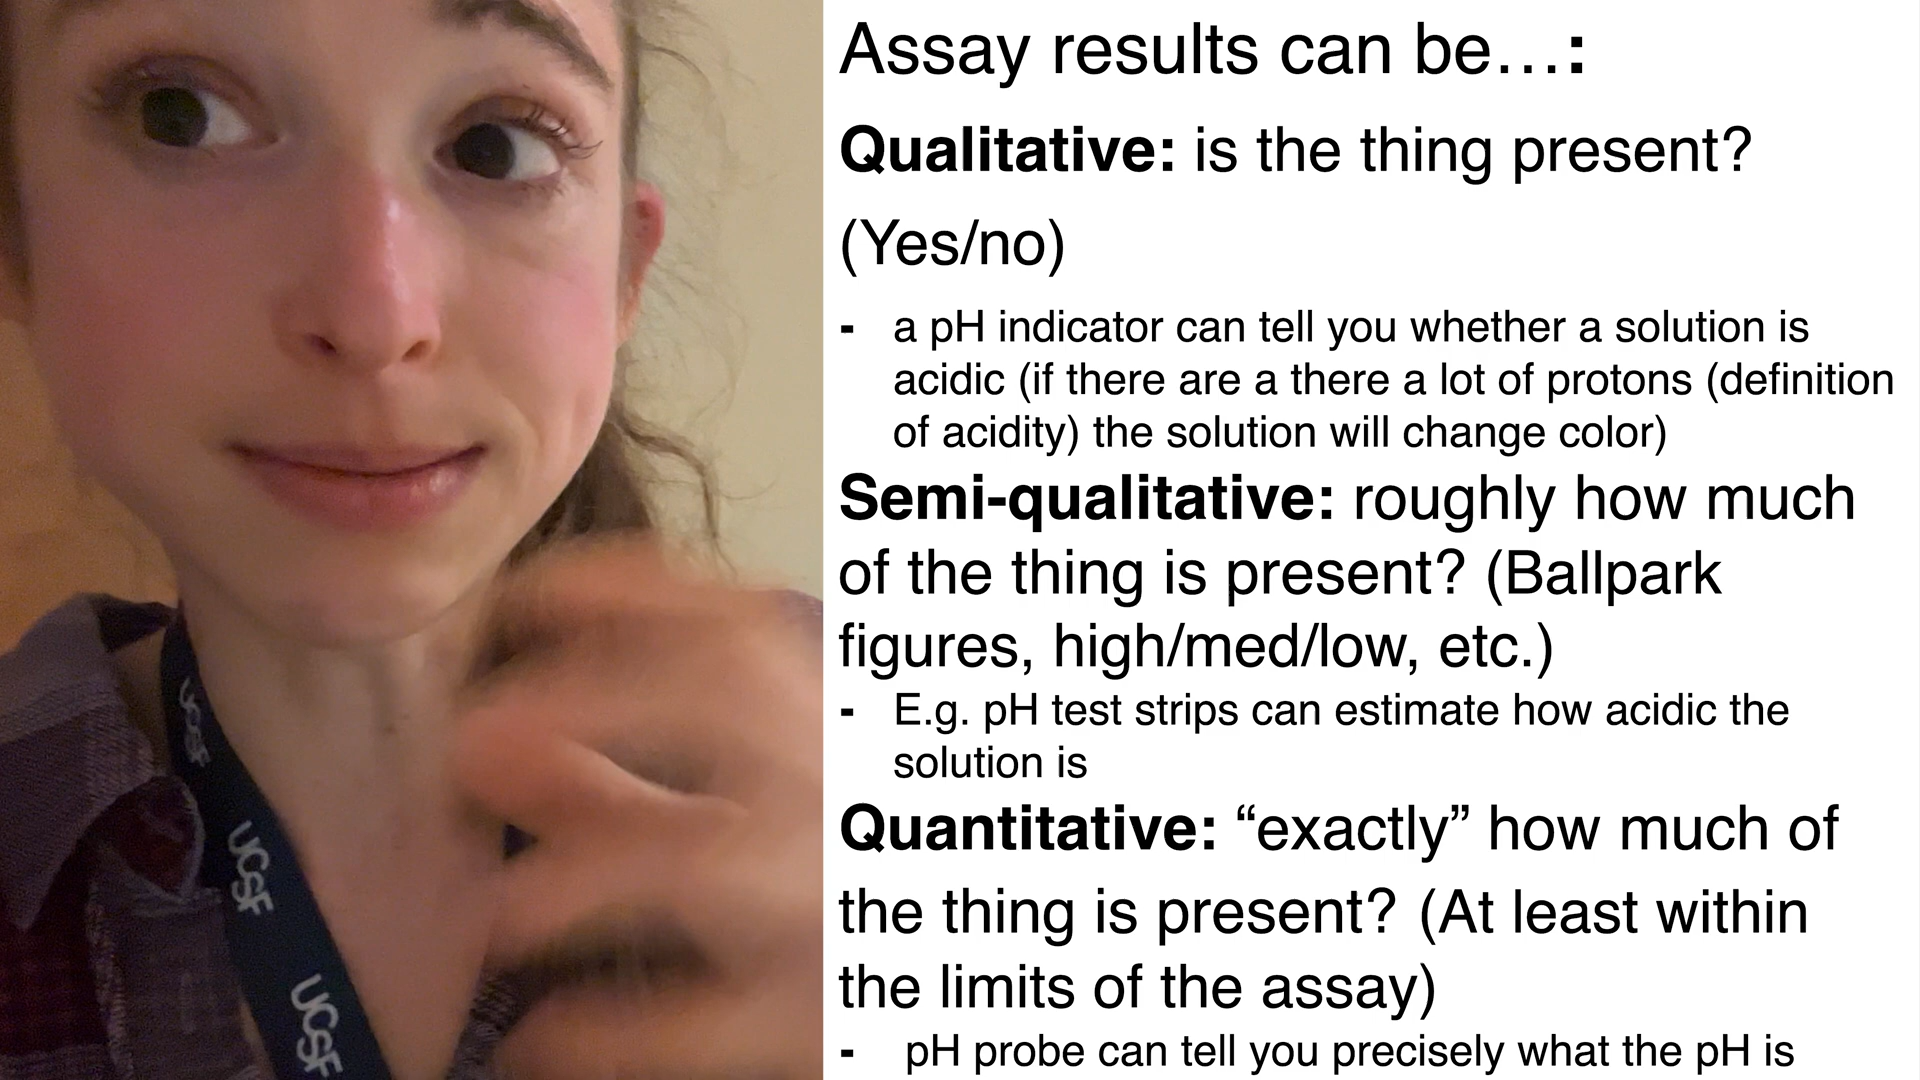 Assay results can be…:
Qualitative: is the thing present?
(Yes/no)
- a pH indicator can tell you whether a solution is
acidic (if there are a there a lot of protons (definition
of acidity) the solution will change color)
Semi-qualitative: roughly how much
of the thing is present? (Ballpark
figures, high/med/low, etc.)
- E.g. pH test strips can estimate how acidic the
solution is
Quantitative: “exactly” how much of
the thing is present? (At least within
the limits of the assay)
- pH probe can tell you precisely what the pH is
UCSF
UCSF
UCSF